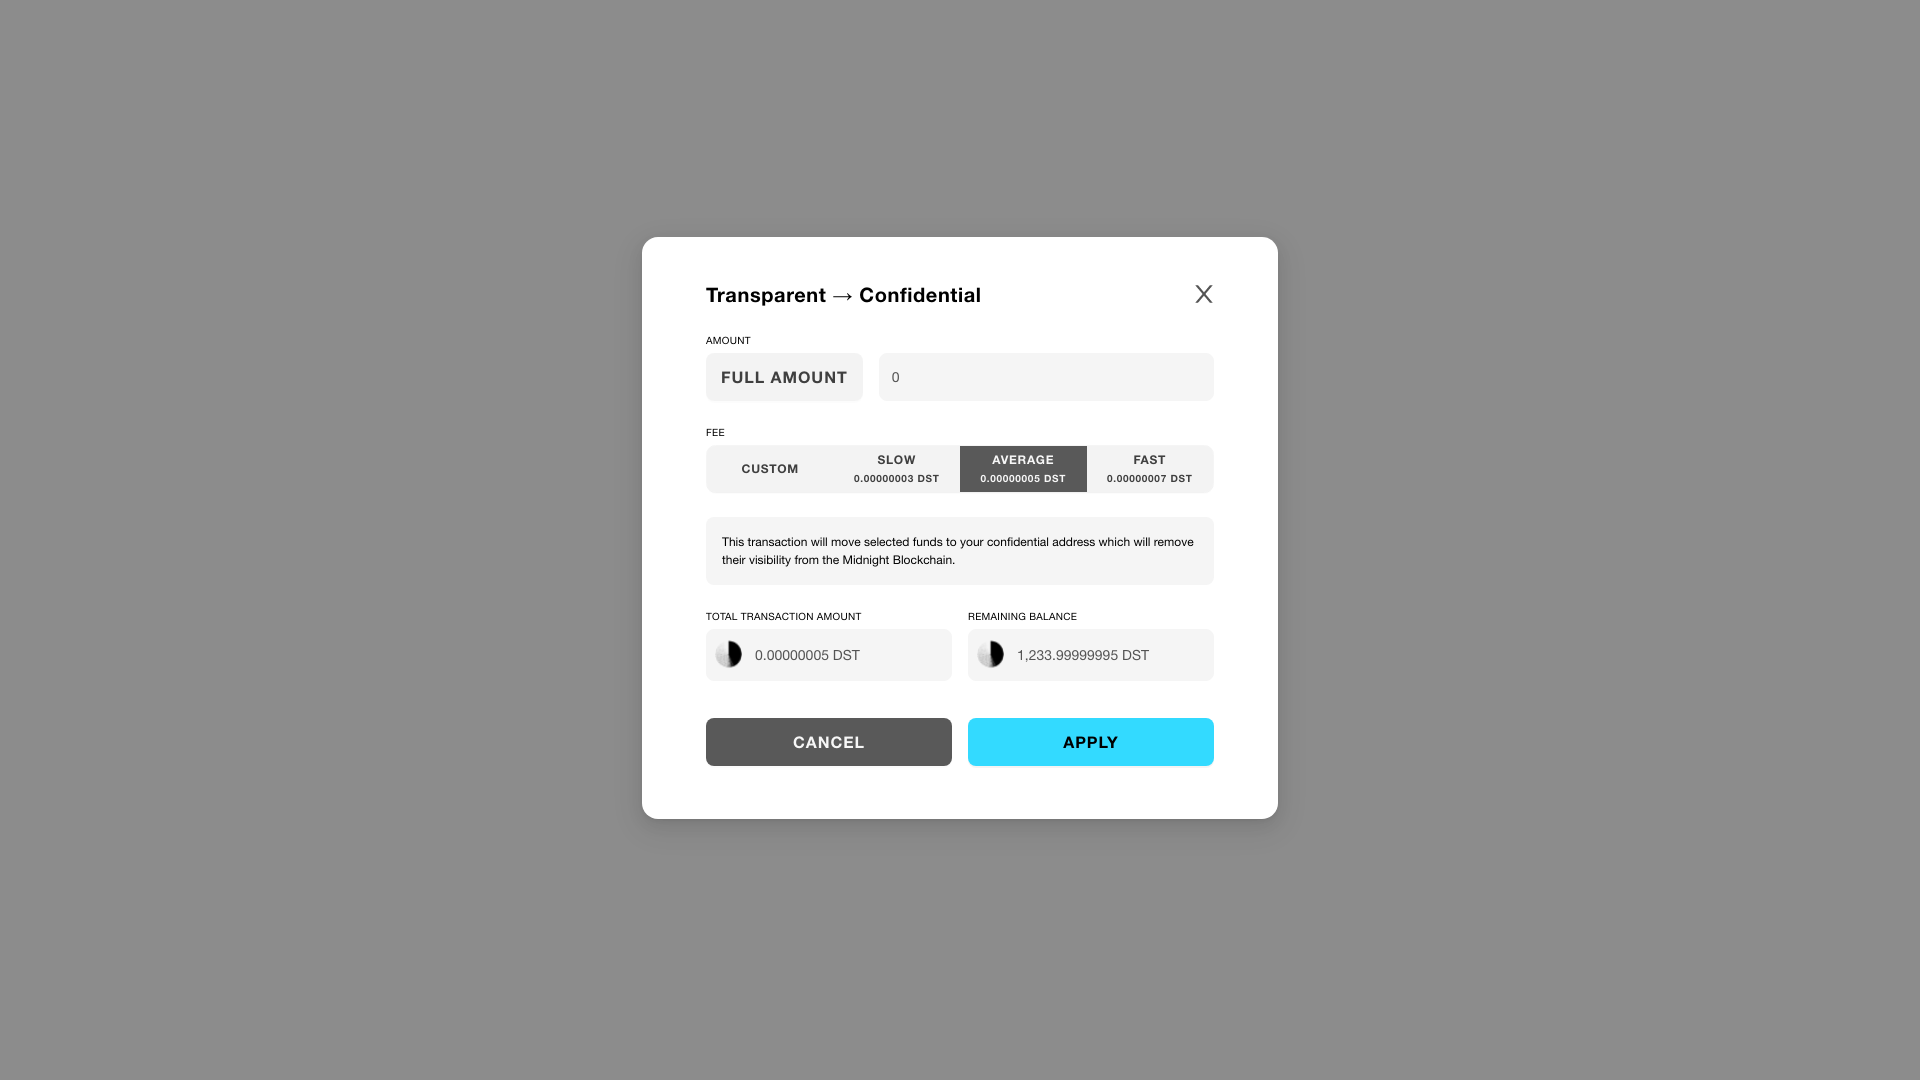 Transparent → Confidential
X
AMOUNT
FULL AMOUNT
0
FEE
CUSTOM
SLOW
0.00000003 DST
AVERAGE
0.00000005 DST
FAST
0.00000007 DST
This transaction will move selected funds to your confidential address which will remove
their visibility from the Midnight Blockchain.
TOTAL TRANSACTION AMOUNT
0.00000005 DST
REMAINING BALANCE
1,233.99999995 DST
CANCEL
APPLY